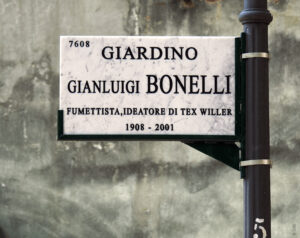 7608
GIARDINO
GIANLUIGI BONELLI
FUMETTISTA, IDEATORE DI TEX WILLER
1908 - 2001
5